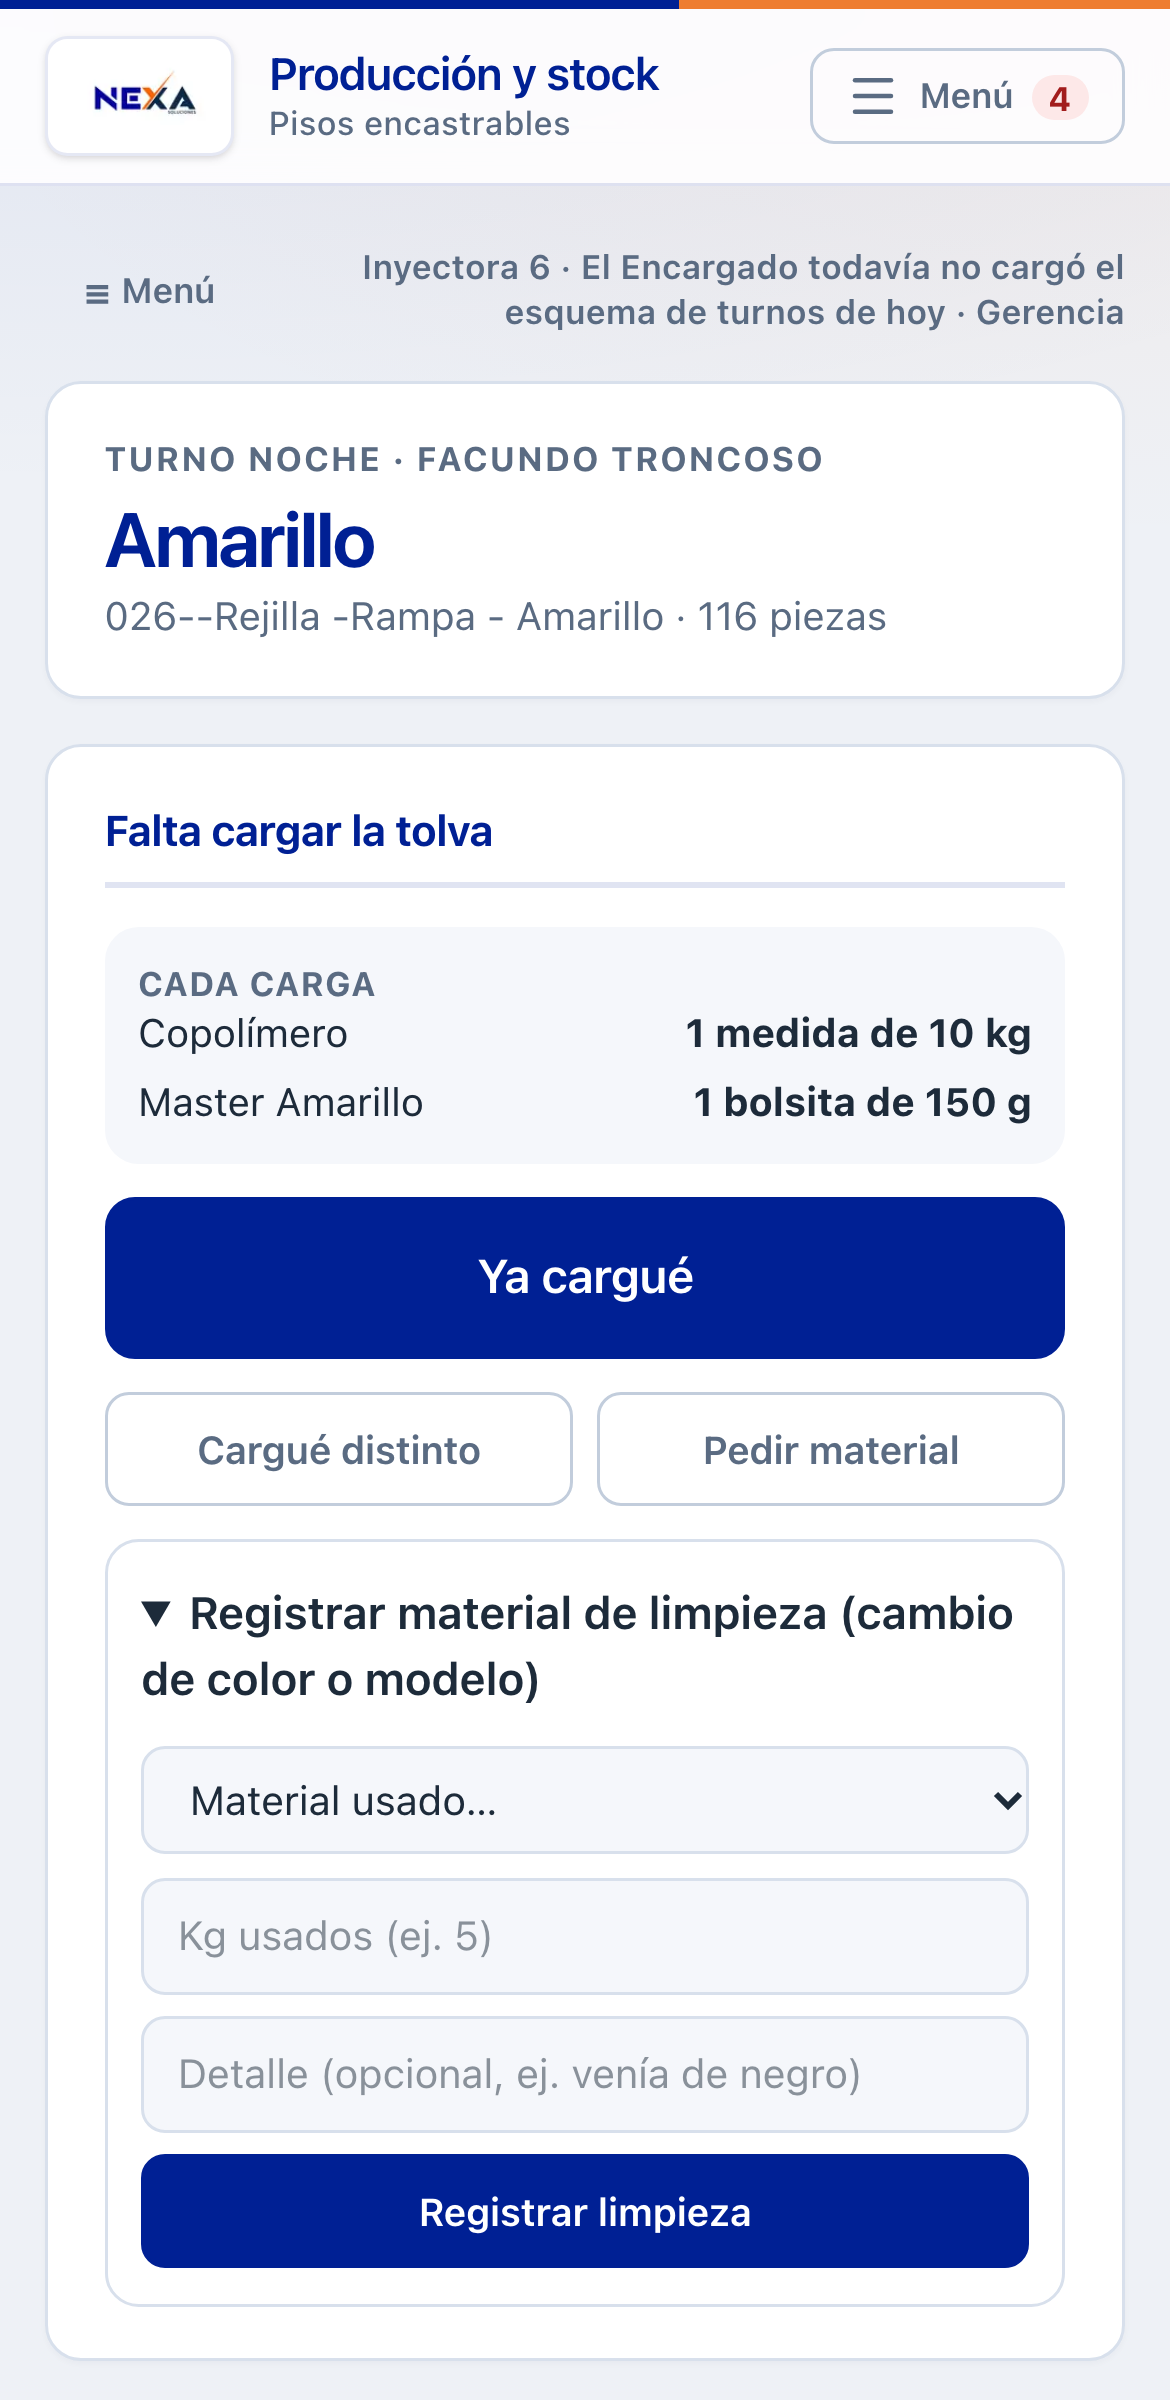 NEXA
SOLUCIONES
Producción y stock
Pisos encastrables
Menú 4
≡ Menú
Inyectora 6 · El Encargado todavía no cargó el
esquema de turnos de hoy · Gerencia
TURNO NOCHE · FACUNDO TRONCOSO
Amarillo
026--Rejilla -Rampa - Amarillo · 116 piezas
Falta cargar la tolva
CADA CARGA
Copolímero 1 medida de 10 kg
Master Amarillo 1 bolsita de 150 g
Ya cargué
Cargué distinto
Pedir material
▼ Registrar material de limpieza (cambio
de color o modelo)
Material usado...
Kg usados (ej. 5)
Detalle (opcional, ej. venía de negro)
Registrar limpieza